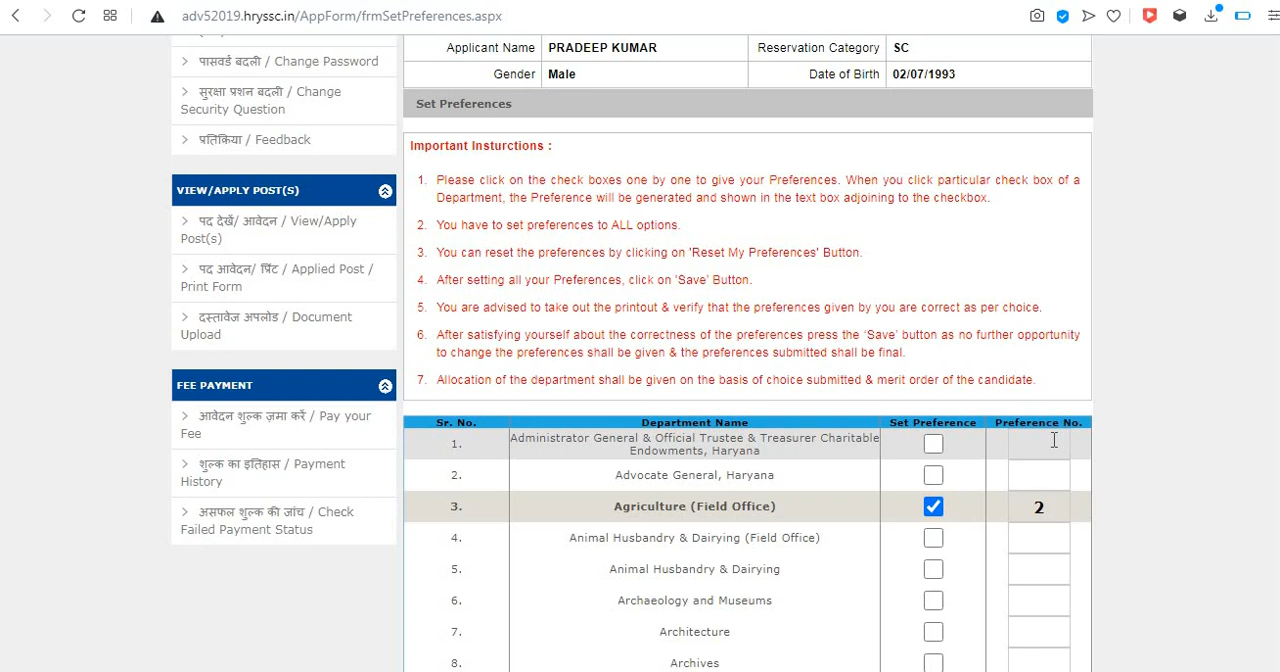 adv52019.hryssc.in/AppForm/frmSetPreferences.aspx
> पासवर्ड बदली / Change Password
> सुरक्षा प्रशन बदली / Change
Security Question
> प्रतिक्रिया / Feedback
VIEW/APPLY POST(S)
> पद देखें/ आवेदन / View/Apply
Post(s)
> पद आवेदन/ प्रिंट / Applied Post /
Print Form
> दस्तावेज अपलोड / Document
Upload
FEE PAYMENT
> आवेदन शुल्क ज़मा करें / Pay your
Fee
> शुल्क का इतिहास / Payment
History
> असफल शुल्क की जांच / Check
Failed Payment Status
Applicant Name PRADEEP KUMAR Reservation Category SC
Gender Male Date of Birth 02/07/1993
Set Preferences
Important Insturctions :
1. Please click on the check boxes one by one to give your Preferences. When you click particular check box of a
Department, the Preference will be generated and shown in the text box adjoining to the checkbox.
2. You have to set preferences to ALL options.
3. You can reset the preferences by clicking on 'Reset My Preferences' Button.
4. After setting all your Preferences, click on 'Save' Button.
5. You are advised to take out the printout & verify that the preferences given by you are correct as per choice.
6. After satisfying yourself about the correctness of the preferences press the ‘Save’ button as no further opportunity
to change the preferences shall be given & the preferences submitted shall be final.
7. Allocation of the department shall be given on the basis of choice submitted & merit order of the candidate.
Sr. No. Department Name Set Preference Preference No.
1. Administrator General & Official Trustee & Treasurer Charitable
Endowments, Haryana
2. Advocate General, Haryana
3. Agriculture (Field Office) 2
4. Animal Husbandry & Dairying (Field Office)
5. Animal Husbandry & Dairying
6. Archaeology and Museums
7. Architecture
8. Archives